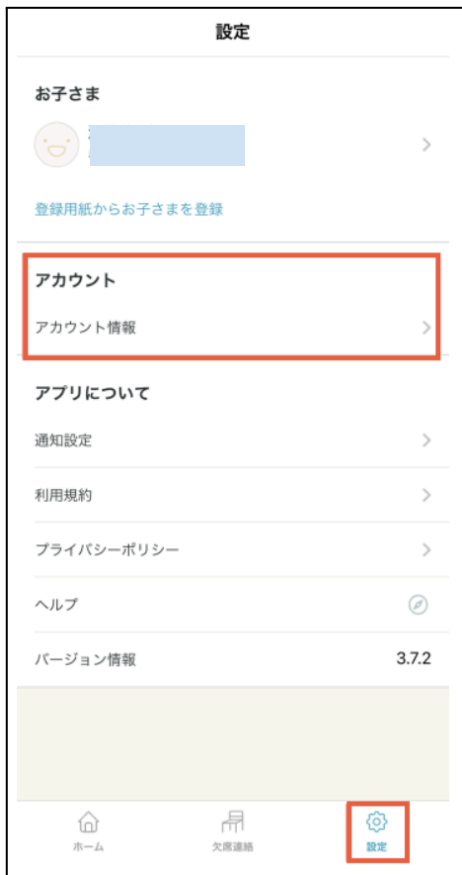 設定
お子さま
登録用紙からお子さまを登録
アカウント
アカウント情報
アプリについて
通知設定
利用規約
プライバシーポリシー
ヘルプ
バージョン情報 3.7.2
ホーム 欠席連絡 設定